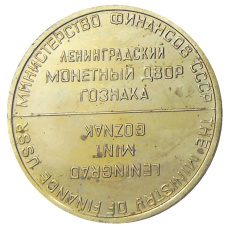 МИНИСТЕРСТВО ФИНАНСОВ СССР
ЛЕНИНГРАДСКИЙ
МОНЕТНЫЙ ДВОР
ГОЗНАКА
THE MINISTRY OF FINANCE USSR
LENINGRAD
MINT
GOZNAK